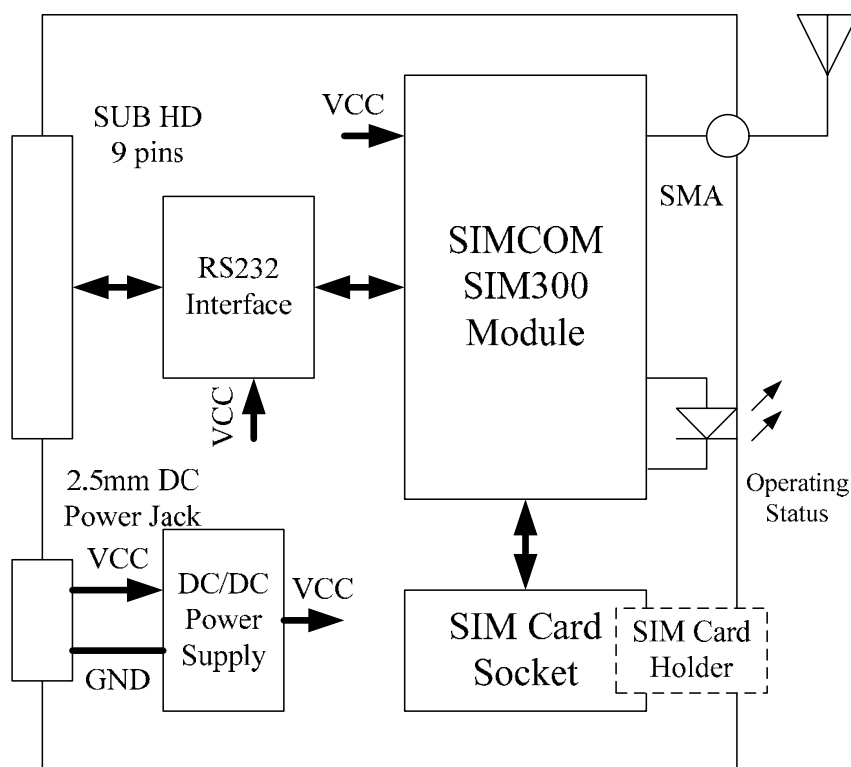 SUB HD
9 pins
VCC
SMA
SIMCOM
SIM300
Module
RS232
Interface
VCC
2.5mm DC
Power Jack
Operating
Status
VCC
DC/DC
Power
Supply
VCC
GND
SIM Card
Socket
SIM Card
Holder